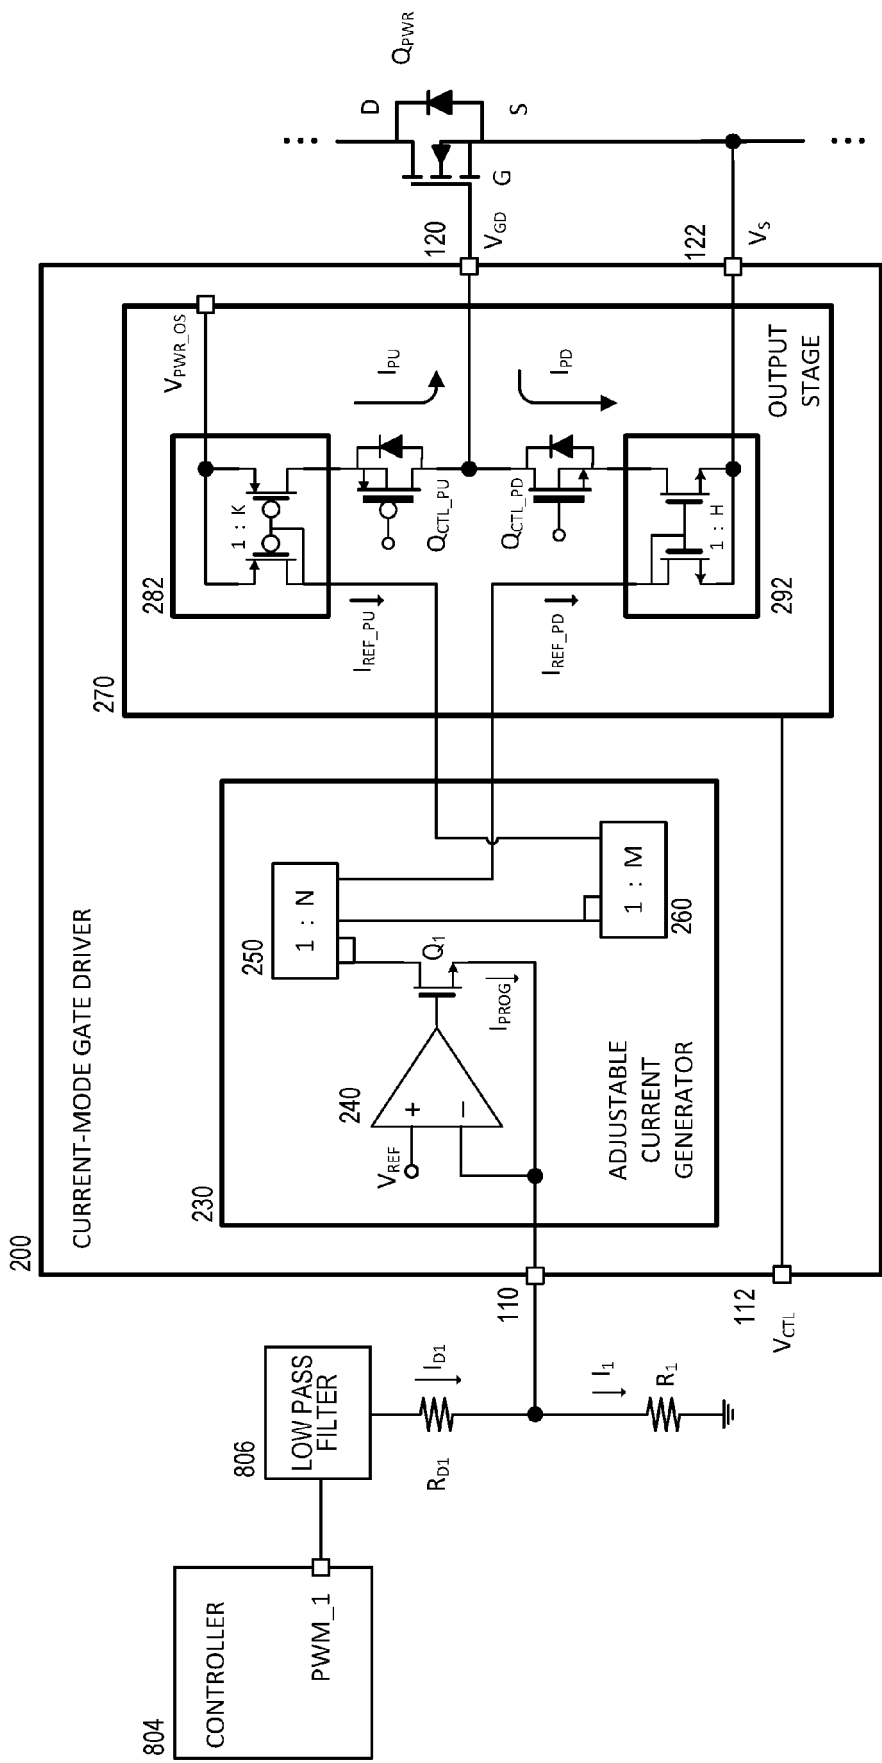 200
CURRENT-MODE GATE DRIVER
804
CONTROLLER
PWM_1
806
LOW PASS
FILTER
R_D1
I_D1
I_1
R_1
110
112
V_CTL
230
V_REF
240
+
−
250
1 : N
Q_1
I_PROG
260
1 : M
ADJUSTABLE
CURRENT
GENERATOR
270
282
1 : K
V_PWR_OS
I_REF_PU
I_REF_PD
Q_CTL_PU
Q_CTL_PD
I_PU
I_PD
292
1 : H
OUTPUT
STAGE
120
V_GD
122
V_S
D
G
S
Q_PWR